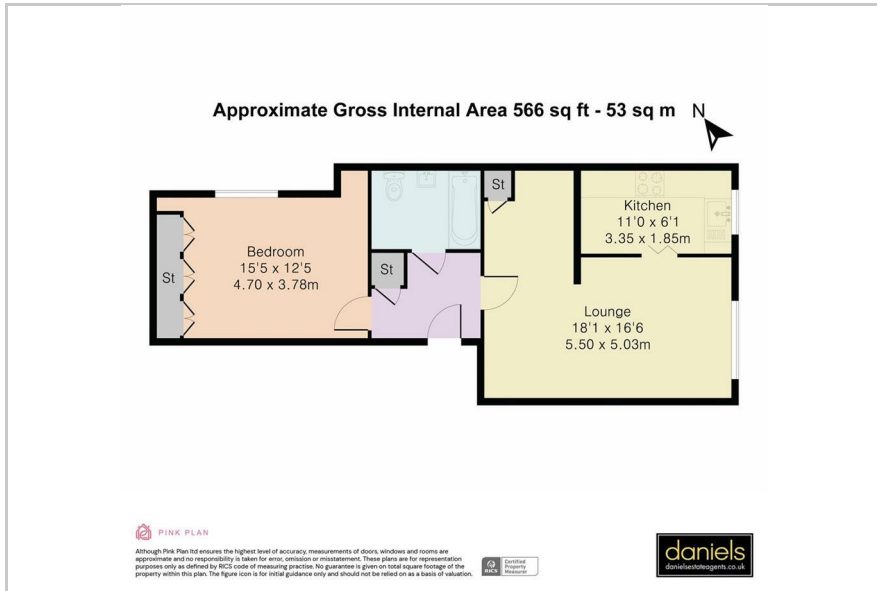 Approximate Gross Internal Area 566 sq ft - 53 sq m
N
St
Kitchen
11'0 x 6'1
3.35 x 1.85m
Bedroom
15'5 x 12'5
4.70 x 3.78m
St
St
Lounge
18'1 x 16'6
5.50 x 5.03m
PINK PLAN
Although Pink Plan ltd ensures the highest level of accuracy, measurements of doors, windows and rooms are
approximate and no responsibility is taken for error, omission or misstatement. These plans are for representation
purposes only as defined by RICS code of measuring practise. No guarantee is given on total square footage of the
property within this plan. The figure icon is for initial guidance only and should not be relied on as a basis of valuation.
RICS
Certified
Property
Measurer
daniels
danielsestateagents.co.uk